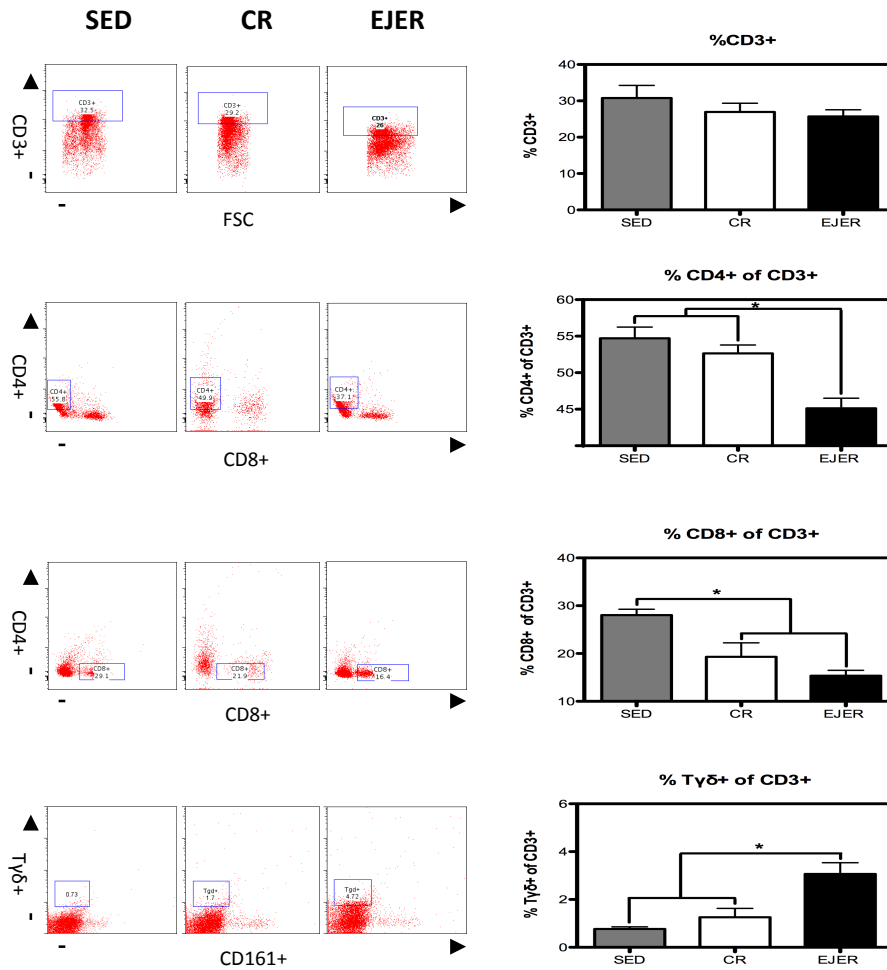 SED CR EJER
CD3+
-
CD3+
32.5
CD3+
29.2
CD3+
26
-
FSC
%CD3+
% CD3+
40
30
20
10
0
SED CR EJER
CD4+
-
CD4+
55.8
CD4+
49.9
CD4+
37.1
-
CD8+
% CD4+ of CD3+
% CD4+ of CD3+
60
55
50
45
*
SED CR EJER
CD4+
-
CD8+
29.1
CD8+
21.9
CD8+
16.4
-
CD8+
% CD8+ of CD3+
% CD8+ of CD3+
40
30
20
10
*
SED CR EJER
Tγδ+
-
0.73
Tgd+
1.7
Tgd+
4.72
-
CD161+
% Tγδ+ of CD3+
% Tγδ+ of CD3+
6
4
2
0
*
SED CR EJER